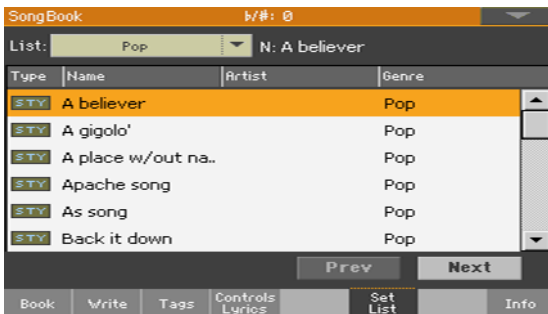 SongBook b/#: 0
List: Pop N: A believer
Type Name Artist Genre
STY A believer Pop
STY A gigolo' Pop
STY A place w/out na.. Pop
STY Apache song Pop
STY As song Pop
STY Back it down Pop
Prev Next
Book Write Tags Controls Lyrics Set List Info